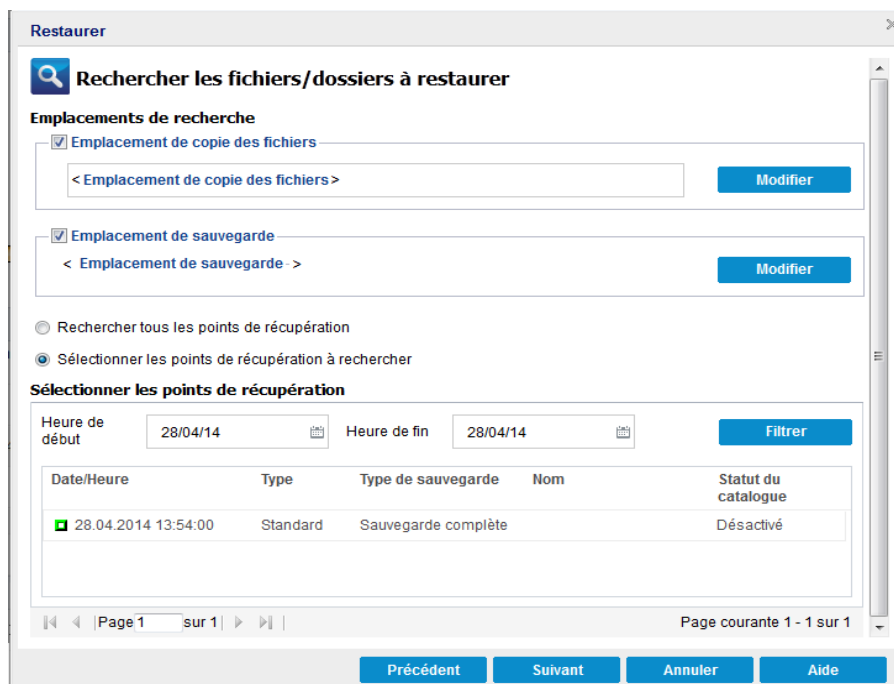 Restaurer
Rechercher les fichiers/dossiers à restaurer
Emplacements de recherche
Emplacement de copie des fichiers
< Emplacement de copie des fichiers >
Modifier
Emplacement de sauvegarde
< Emplacement de sauvegarde - >
Modifier
Rechercher tous les points de récupération
Sélectionner les points de récupération à rechercher
Sélectionner les points de récupération
Heure de début 28/04/14 Heure de fin 28/04/14 Filtrer
Date/Heure Type Type de sauvegarde Nom Statut du catalogue
28.04.2014 13:54:00 Standard Sauvegarde complète Désactivé
Page 1 sur 1 Page courante 1 - 1 sur 1
Précédent Suivant Annuler Aide